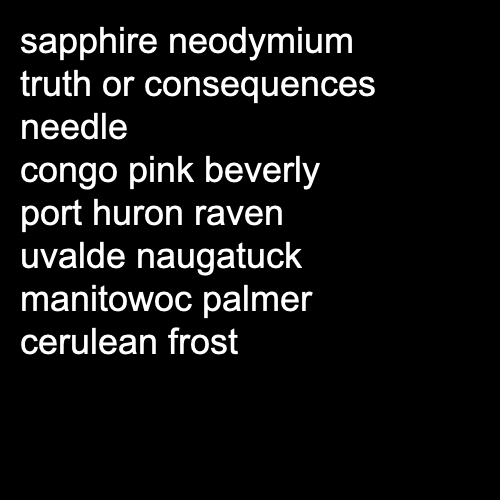 sapphire neodymium
truth or consequences
needle
congo pink beverly
port huron raven
uvalde naugatuck
manitowoc palmer
cerulean frost